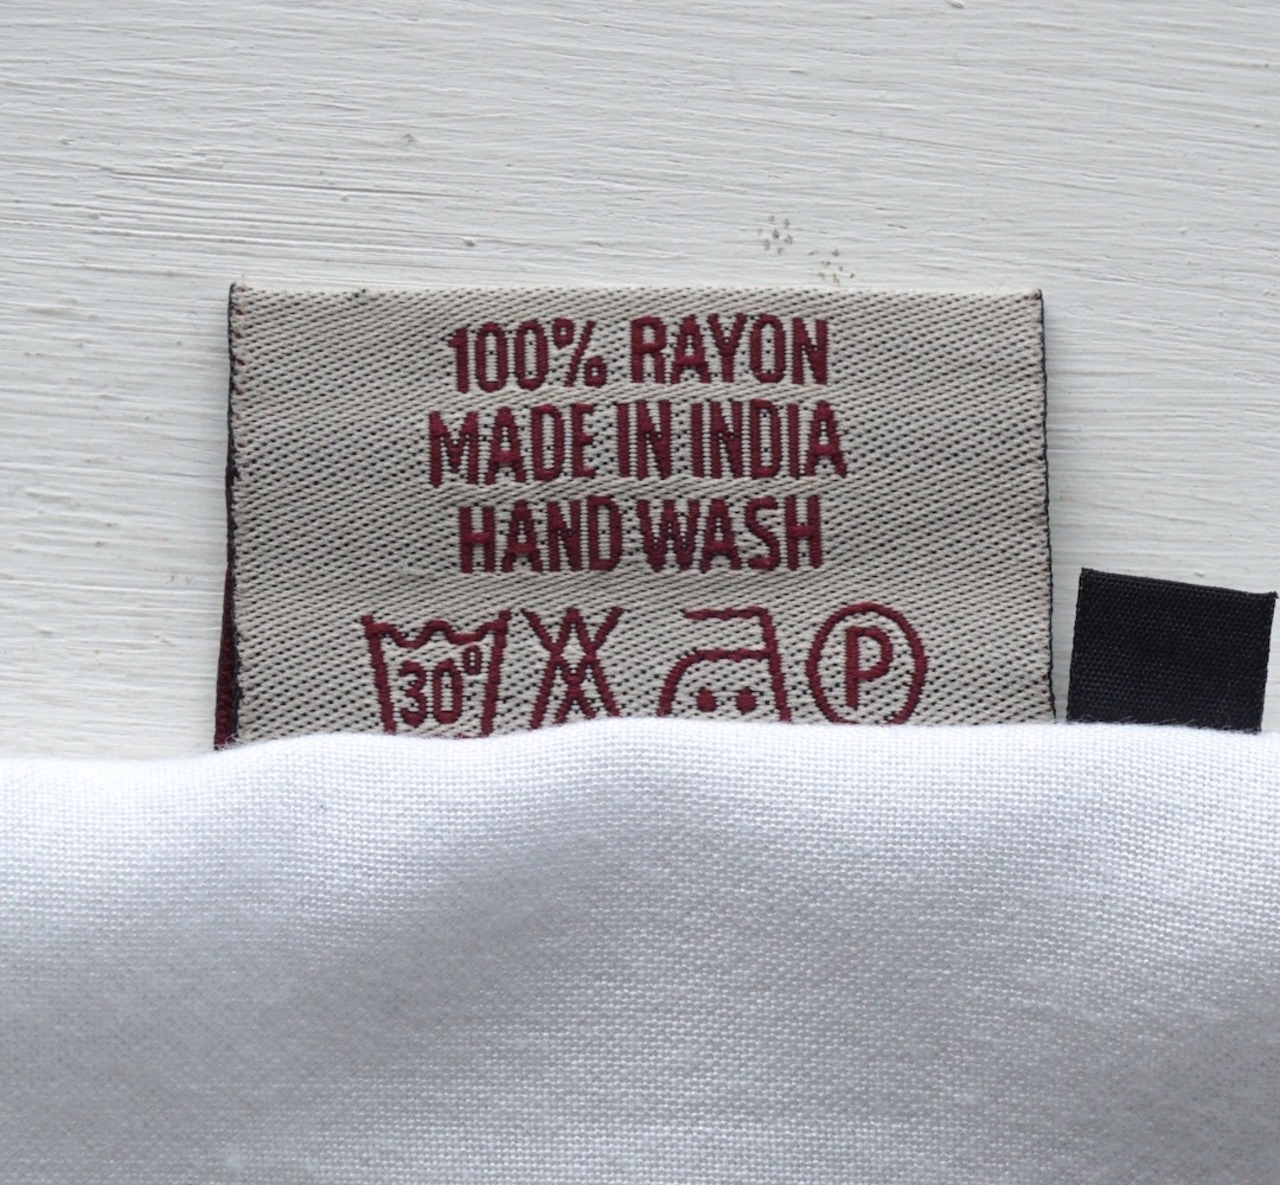 100% RAYON
MADE IN INDIA
HAND WASH
30° P